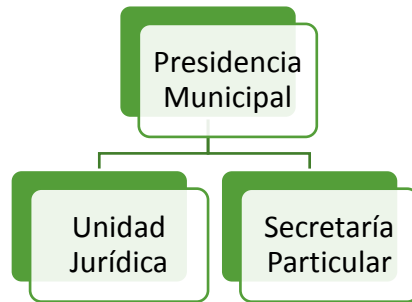 Presidencia
Municipal
Unidad
Jurídica
Secretaría
Particular